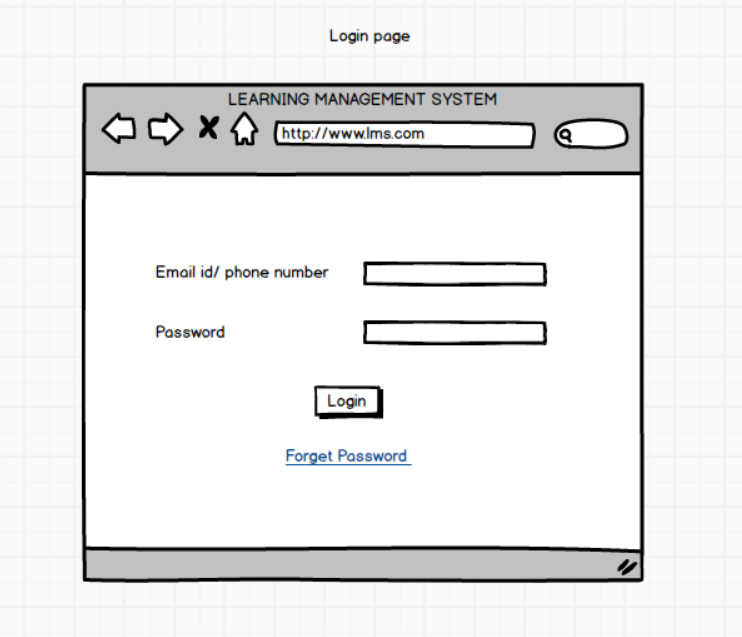 Login page
LEARNING MANAGEMENT SYSTEM
http://www.lms.com
Email id/ phone number
Password
Login
Forget Password